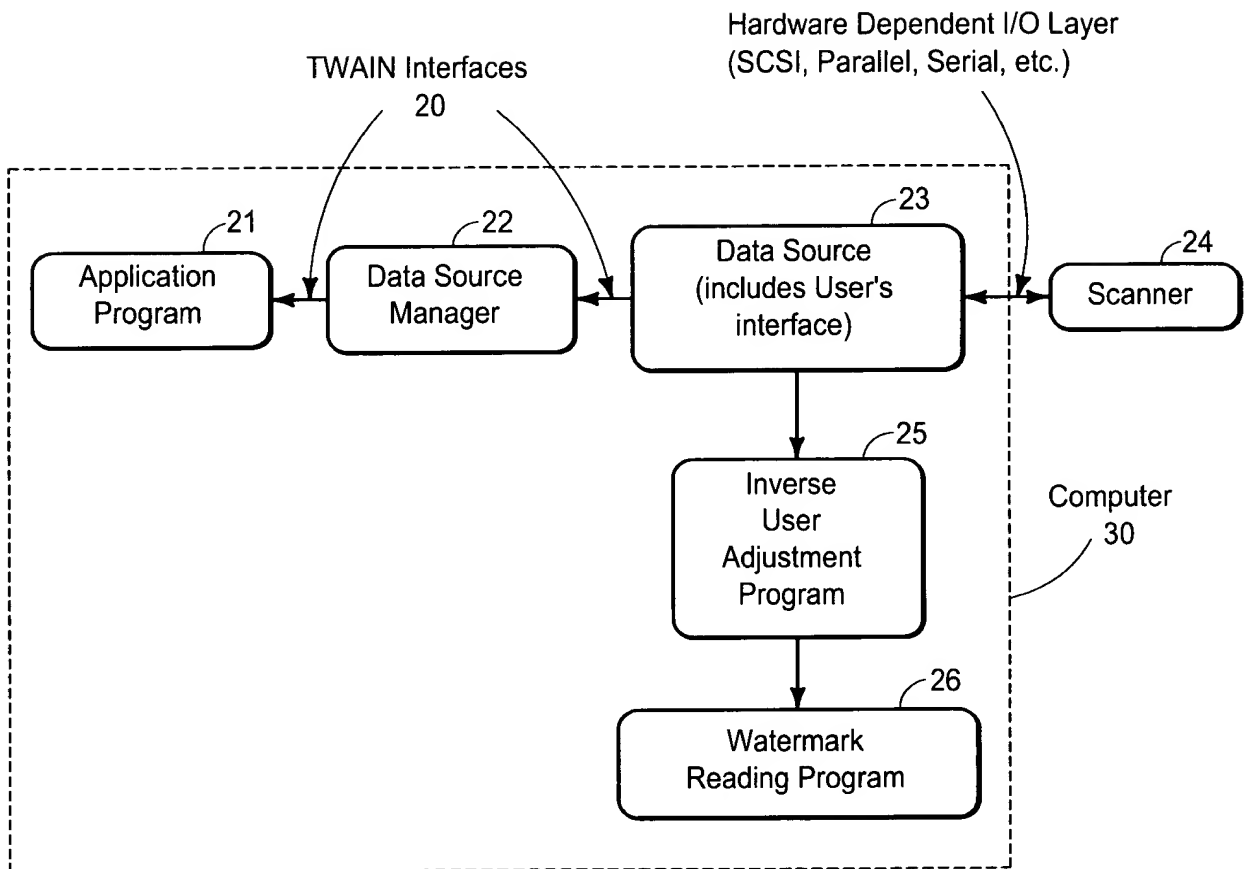 Hardware Dependent I/O Layer
(SCSI, Parallel, Serial, etc.)
TWAIN Interfaces
20
21
Application
Program
22
Data Source
Manager
23
Data Source
(includes User's
interface)
24
Scanner
25
Inverse
User
Adjustment
Program
Computer
30
26
Watermark
Reading Program